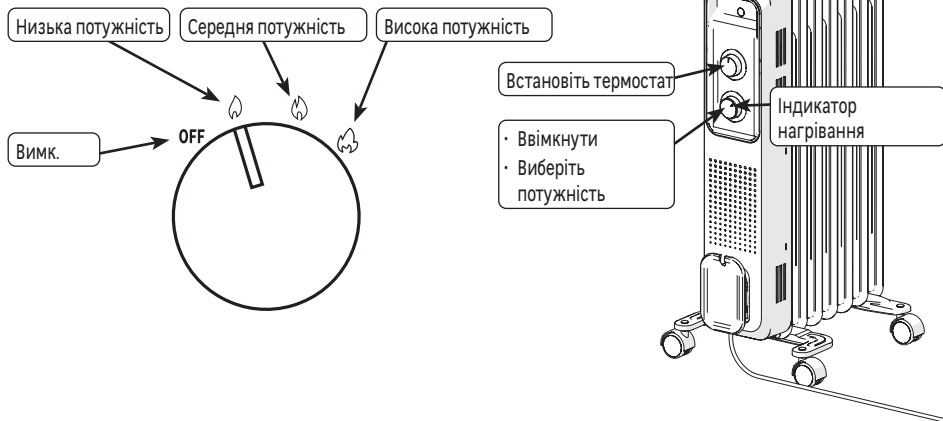 Низька потужність
Середня потужність
Висока потужність
OFF
Вимк.
Встановіть термостат
· Ввімкнути
· Виберіть
потужність
Індикатор
нагрівання